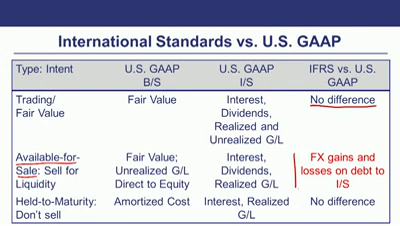 International Standards vs. U.S. GAAP
Type: Intent
U.S. GAAP
B/S
U.S. GAAP
I/S
IFRS vs. U.S.
GAAP
Trading/
Fair Value
Fair Value
Interest,
Dividends,
Realized and
Unrealized G/L
No difference
Available-for-
Sale: Sell for
Liquidity
Fair Value;
Unrealized G/L
Direct to Equity
Interest,
Dividends,
Realized G/L
FX gains and
losses on debt to
I/S
Held-to-Maturity:
Don't sell
Amortized Cost
Interest, Realized
G/L
No difference